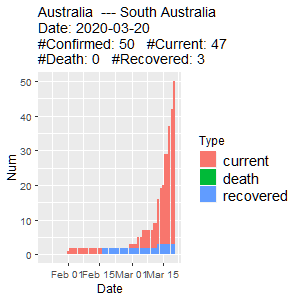 Australia  --- South Australia
Date: 2020-03-20
#Confirmed: 50   #Current: 47
#Death: 0   #Recovered: 3
50
40
30
20
10
0
Num
Feb 01 Feb 15 Mar 01 Mar 15
Date
Type
current
death
recovered